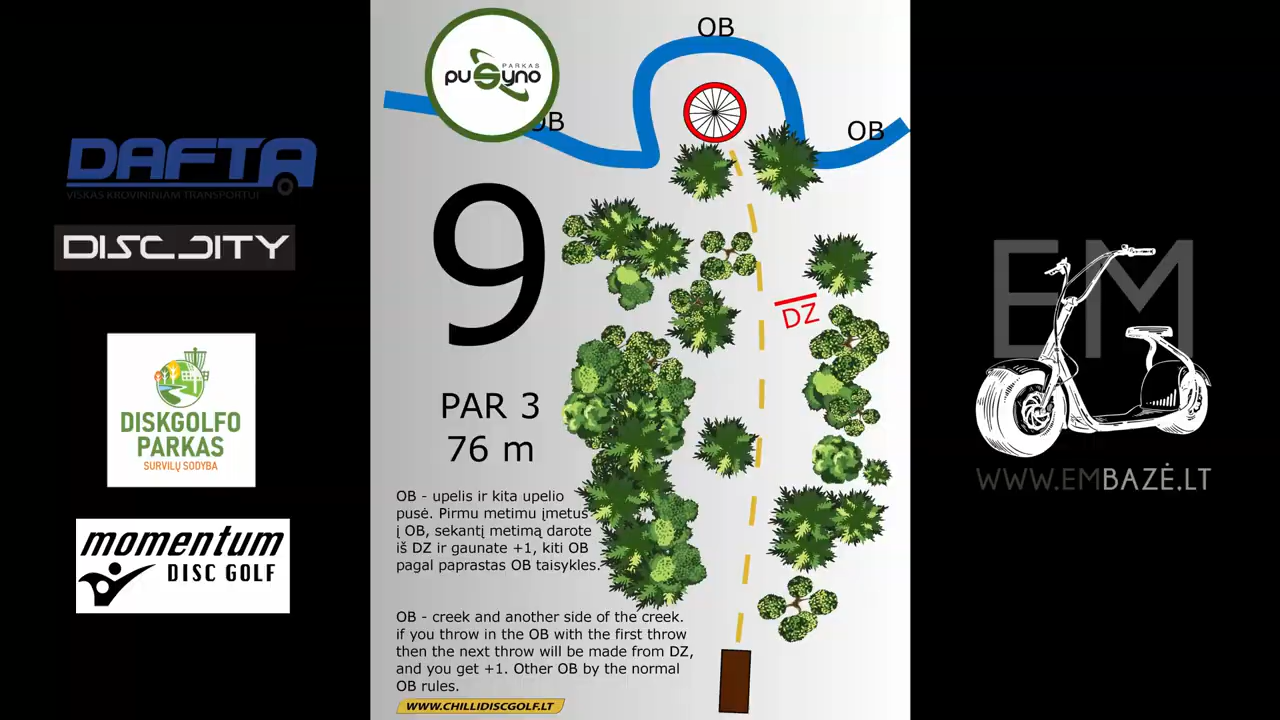 DAFTA
VISKAS KROVININIAM TRANSPORTUI
DISC CITY
DISKGOLFO
PARKAS
SURVILŲ SODYBA
momentum
DISC GOLF
PARKAS
pušyno
OB
OB
OB
9
DZ
PAR 3
76 m
OB - upelis ir kita upelio
pusė. Pirmu metimu įmetus
į OB, sekantį metimą darote
iš DZ ir gaunate +1, kiti OB
pagal paprastas OB taisykles.
OB - creek and another side of the creek.
if you throw in the OB with the first throw
then the next throw will be made from DZ,
and you get +1. Other OB by the normal
OB rules.
WWW.CHILLIDISCGOLF.LT
EM
WWW.EMBAZĖ.LT